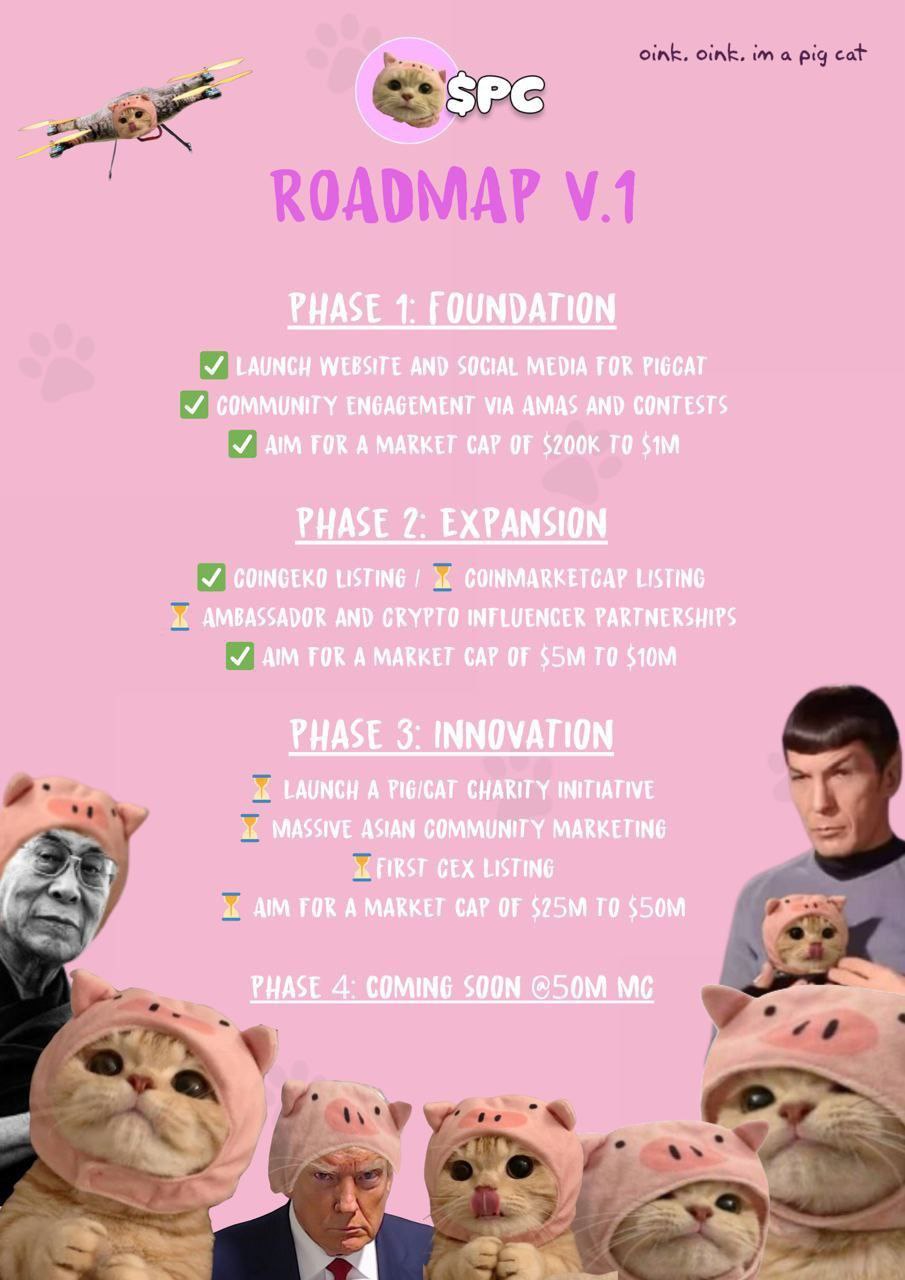 oink. oink. im a pig cat
$PC
ROADMAP V.1
PHASE 1: FOUNDATION
✅ LAUNCH WEBSITE AND SOCIAL MEDIA FOR PIGCAT
✅ COMMUNITY ENGAGEMENT VIA AMAS AND CONTESTS
✅ AIM FOR A MARKET CAP OF $200K TO $1M
PHASE 2: EXPANSION
✅ COINGEKO LISTING / ⏳ COINMARKETCAP LISTING
⏳ AMBASSADOR AND CRYPTO INFLUENCER PARTNERSHIPS
✅ AIM FOR A MARKET CAP OF $5M TO $10M
PHASE 3: INNOVATION
⏳ LAUNCH A PIG/CAT CHARITY INITIATIVE
⏳ MASSIVE ASIAN COMMUNITY MARKETING
⏳FIRST CEX LISTING
⏳ AIM FOR A MARKET CAP OF $25M TO $50M
PHASE 4: COMING SOON @50M MC